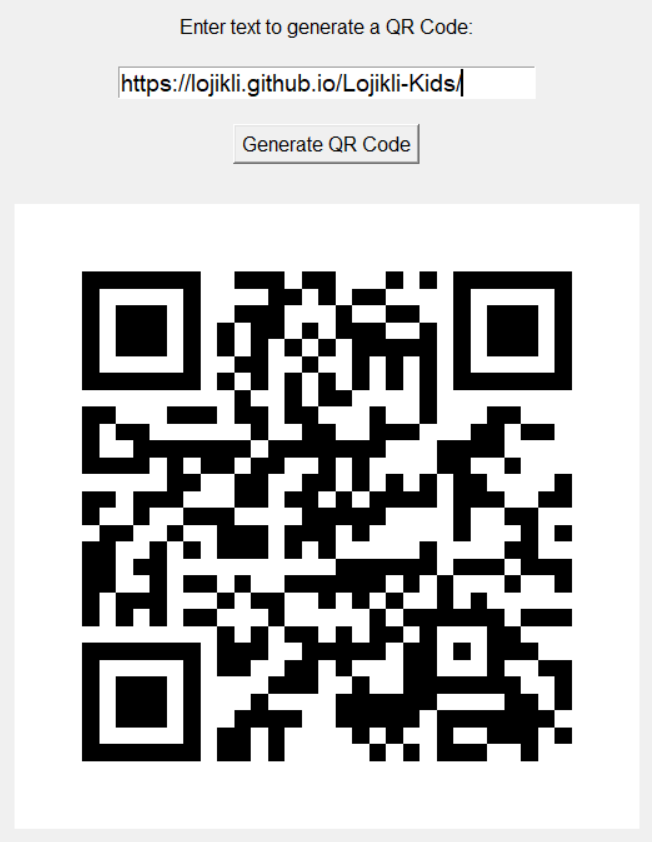 Enter text to generate a QR Code:
https://lojikli.github.io/Lojikli-Kids/
Generate QR Code